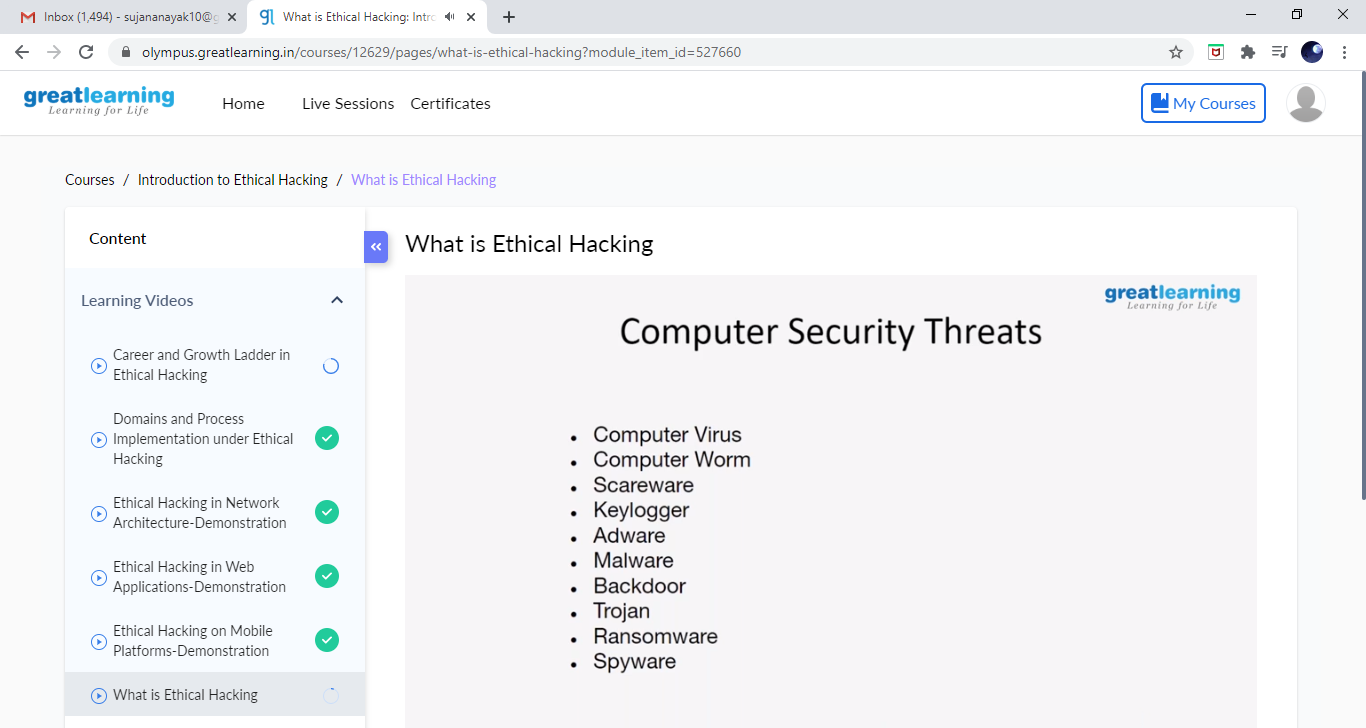 Inbox (1,494) - sujananayak10@g
What is Ethical Hacking: Intro
olympus.greatlearning.in/courses/12629/pages/what-is-ethical-hacking?module_item_id=527660
greatlearning
Learning for Life
Home
Live Sessions
Certificates
My Courses
Courses / Introduction to Ethical Hacking / What is Ethical Hacking
Content
«
What is Ethical Hacking
Learning Videos
Career and Growth Ladder in
Ethical Hacking
Domains and Process
Implementation under Ethical
Hacking
Ethical Hacking in Network
Architecture-Demonstration
Ethical Hacking in Web
Applications-Demonstration
Ethical Hacking on Mobile
Platforms-Demonstration
What is Ethical Hacking
greatlearning
Learning for Life
Computer Security Threats
• Computer Virus
• Computer Worm
• Scareware
• Keylogger
• Adware
• Malware
• Backdoor
• Trojan
• Ransomware
• Spyware